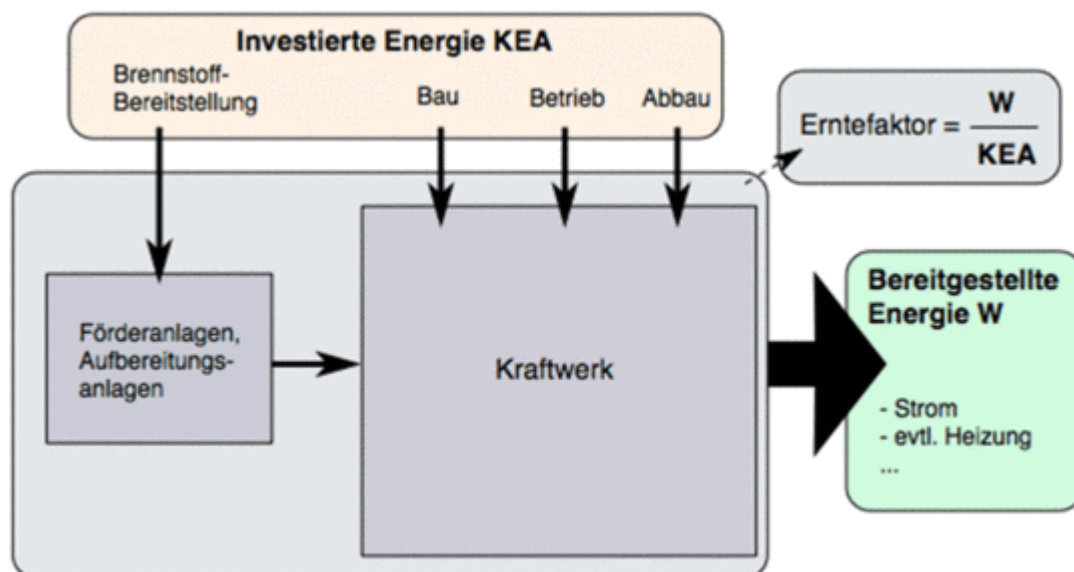 Investierte Energie KEA
Brennstoff-
Bereitstellung
Bau
Betrieb
Abbau
Erntefaktor = W
KEA
Förderanlagen,
Aufbereitungs-
anlagen
Kraftwerk
Bereitgestellte
Energie W
- Strom
- evtl. Heizung
...